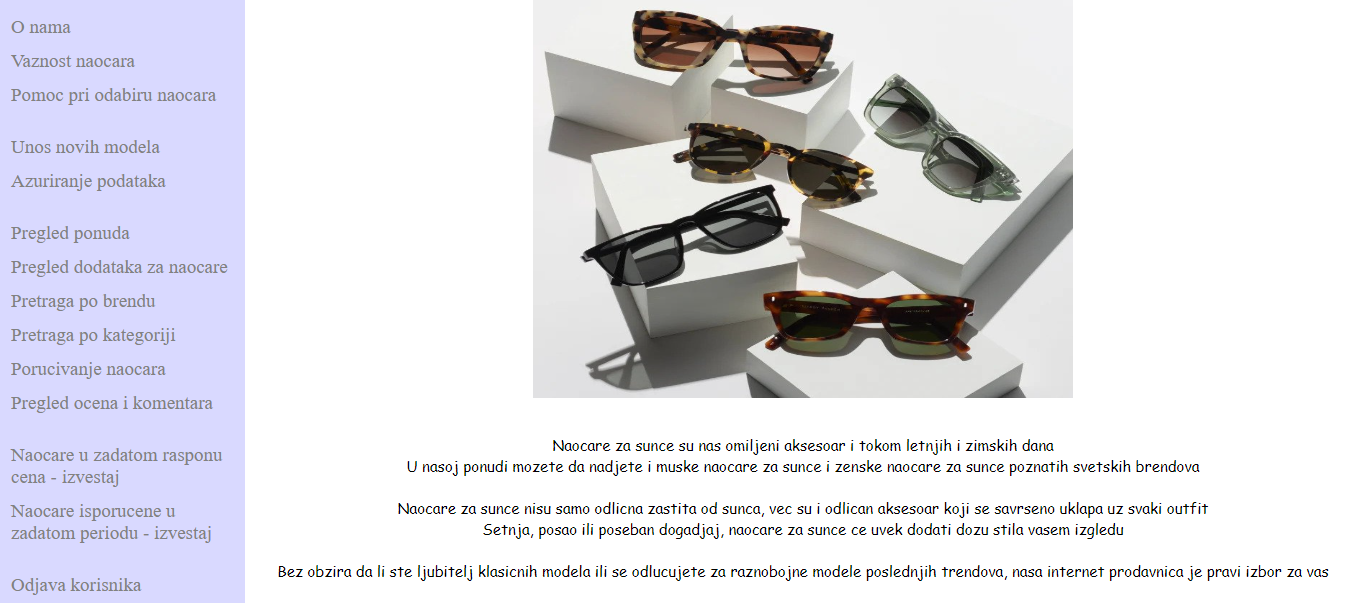 O nama
Vaznost naocara
Pomoc pri odabiru naocara
Unos novih modela
Azuriranje podataka
Pregled ponuda
Pregled dodataka za naocare
Pretraga po brendu
Pretraga po kategoriji
Porucivanje naocara
Pregled ocena i komentara
Naocare u zadatom rasponu
cena - izvestaj
Naocare isporucene u
zadatom periodu - izvestaj
Odjava korisnika
Naocare za sunce su nas omiljeni aksesoar i tokom letnjih i zimskih dana
U nasoj ponudi mozete da nadjete i muske naocare za sunce i zenske naocare za sunce poznatih svetskih brendova
Naocare za sunce nisu samo odlicna zastita od sunca, vec su i odlican aksesoar koji se savrseno uklapa uz svaki outfit
Setnja, posao ili poseban dogadjaj, naocare za sunce ce uvek dodati dozu stila vasem izgledu
Bez obzira da li ste ljubitelj klasicnih modela ili se odlucujete za raznobojne modele poslednjih trendova, nasa internet prodavnica je pravi izbor za vas